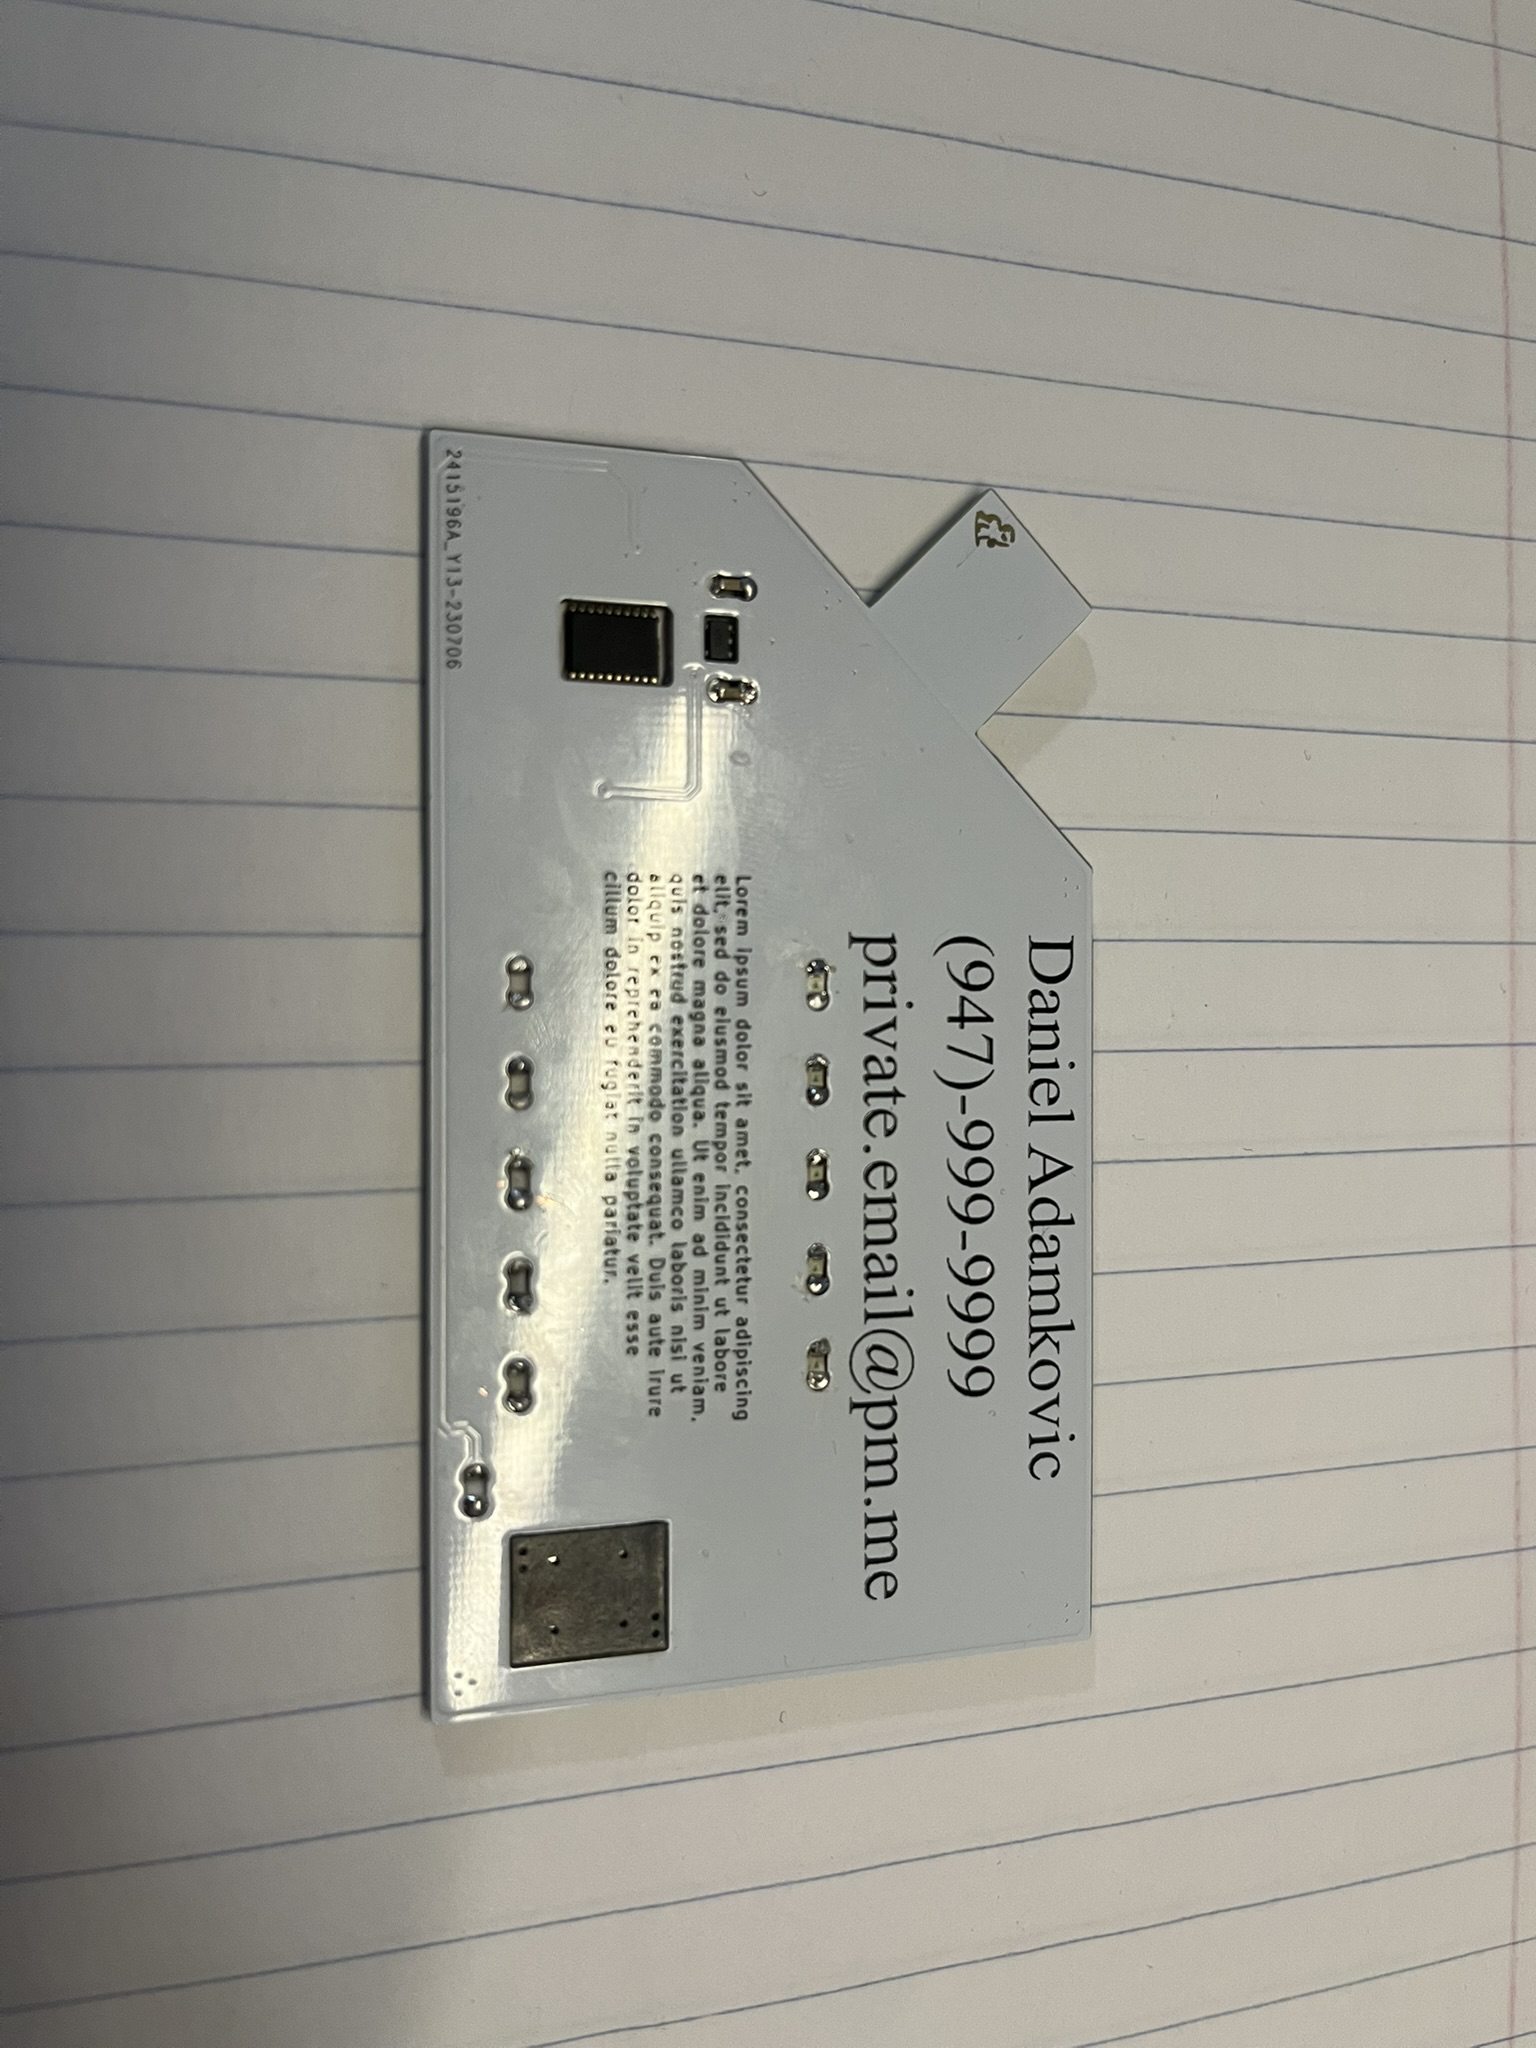 Daniel Adamkovic
(947)-999-9999
private.email@pm.me
Lorem ipsum dolor sit amet, consectetur adipiscing
elit, sed do eiusmod tempor incididunt ut labore
et dolore magna aliqua. Ut enim ad minim veniam,
quis nostrud exercitation ullamco laboris nisi ut
aliquip ex ea commodo consequat. Duis aute irure
dolor in reprehenderit in voluptate velit esse
cillum dolore eu fugiat nulla pariatur.
2415196A_Y13-230706